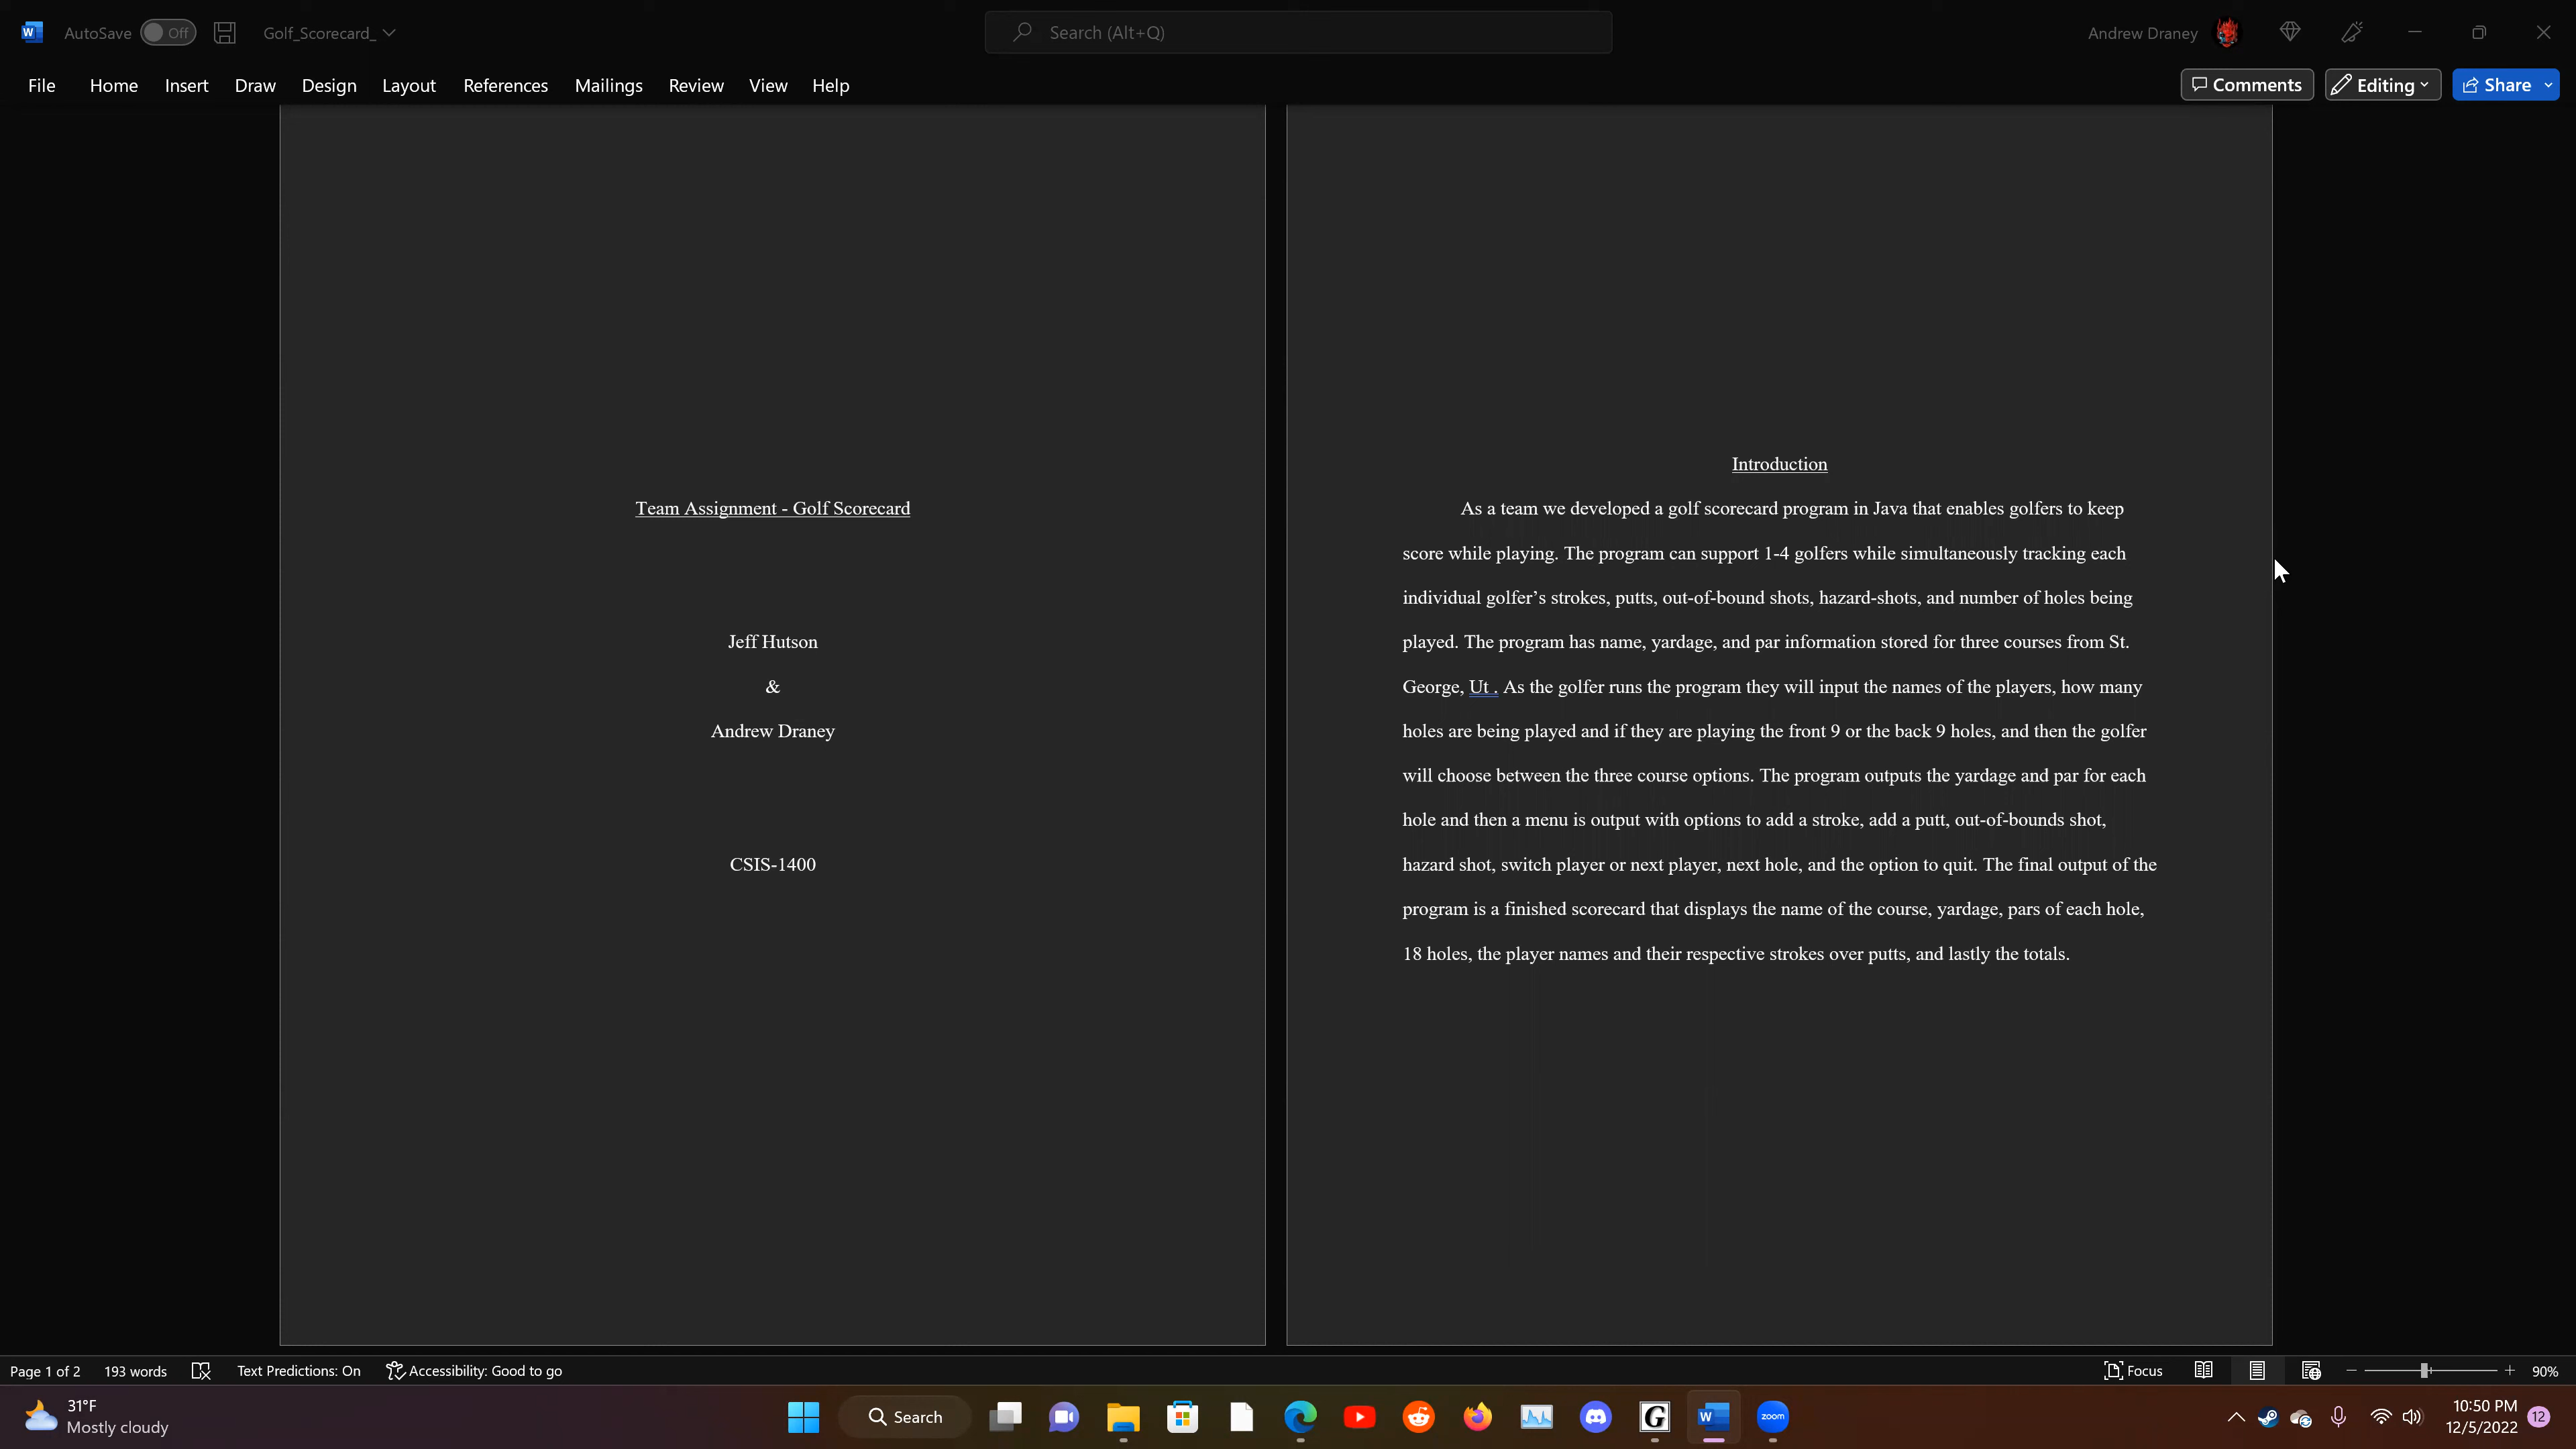 AutoSave Off Golf_Scorecard_ Search (Alt+Q) Andrew Draney
File Home Insert Draw Design Layout References Mailings Review View Help Comments Editing Share
Team Assignment - Golf Scorecard
Jeff Hutson
&
Andrew Draney
CSIS-1400
Introduction
As a team we developed a golf scorecard program in Java that enables golfers to keep
score while playing. The program can support 1-4 golfers while simultaneously tracking each
individual golfer’s strokes, putts, out-of-bound shots, hazard-shots, and number of holes being
played. The program has name, yardage, and par information stored for three courses from St.
George, Ut . As the golfer runs the program they will input the names of the players, how many
holes are being played and if they are playing the front 9 or the back 9 holes, and then the golfer
will choose between the three course options. The program outputs the yardage and par for each
hole and then a menu is output with options to add a stroke, add a putt, out-of-bounds shot,
hazard shot, switch player or next player, next hole, and the option to quit. The final output of the
program is a finished scorecard that displays the name of the course, yardage, pars of each hole,
18 holes, the player names and their respective strokes over putts, and lastly the totals.
Page 1 of 2 193 words Text Predictions: On Accessibility: Good to go Focus 90%
31°F
Mostly cloudy
Search
zoom
10:50 PM
12/5/2022
12